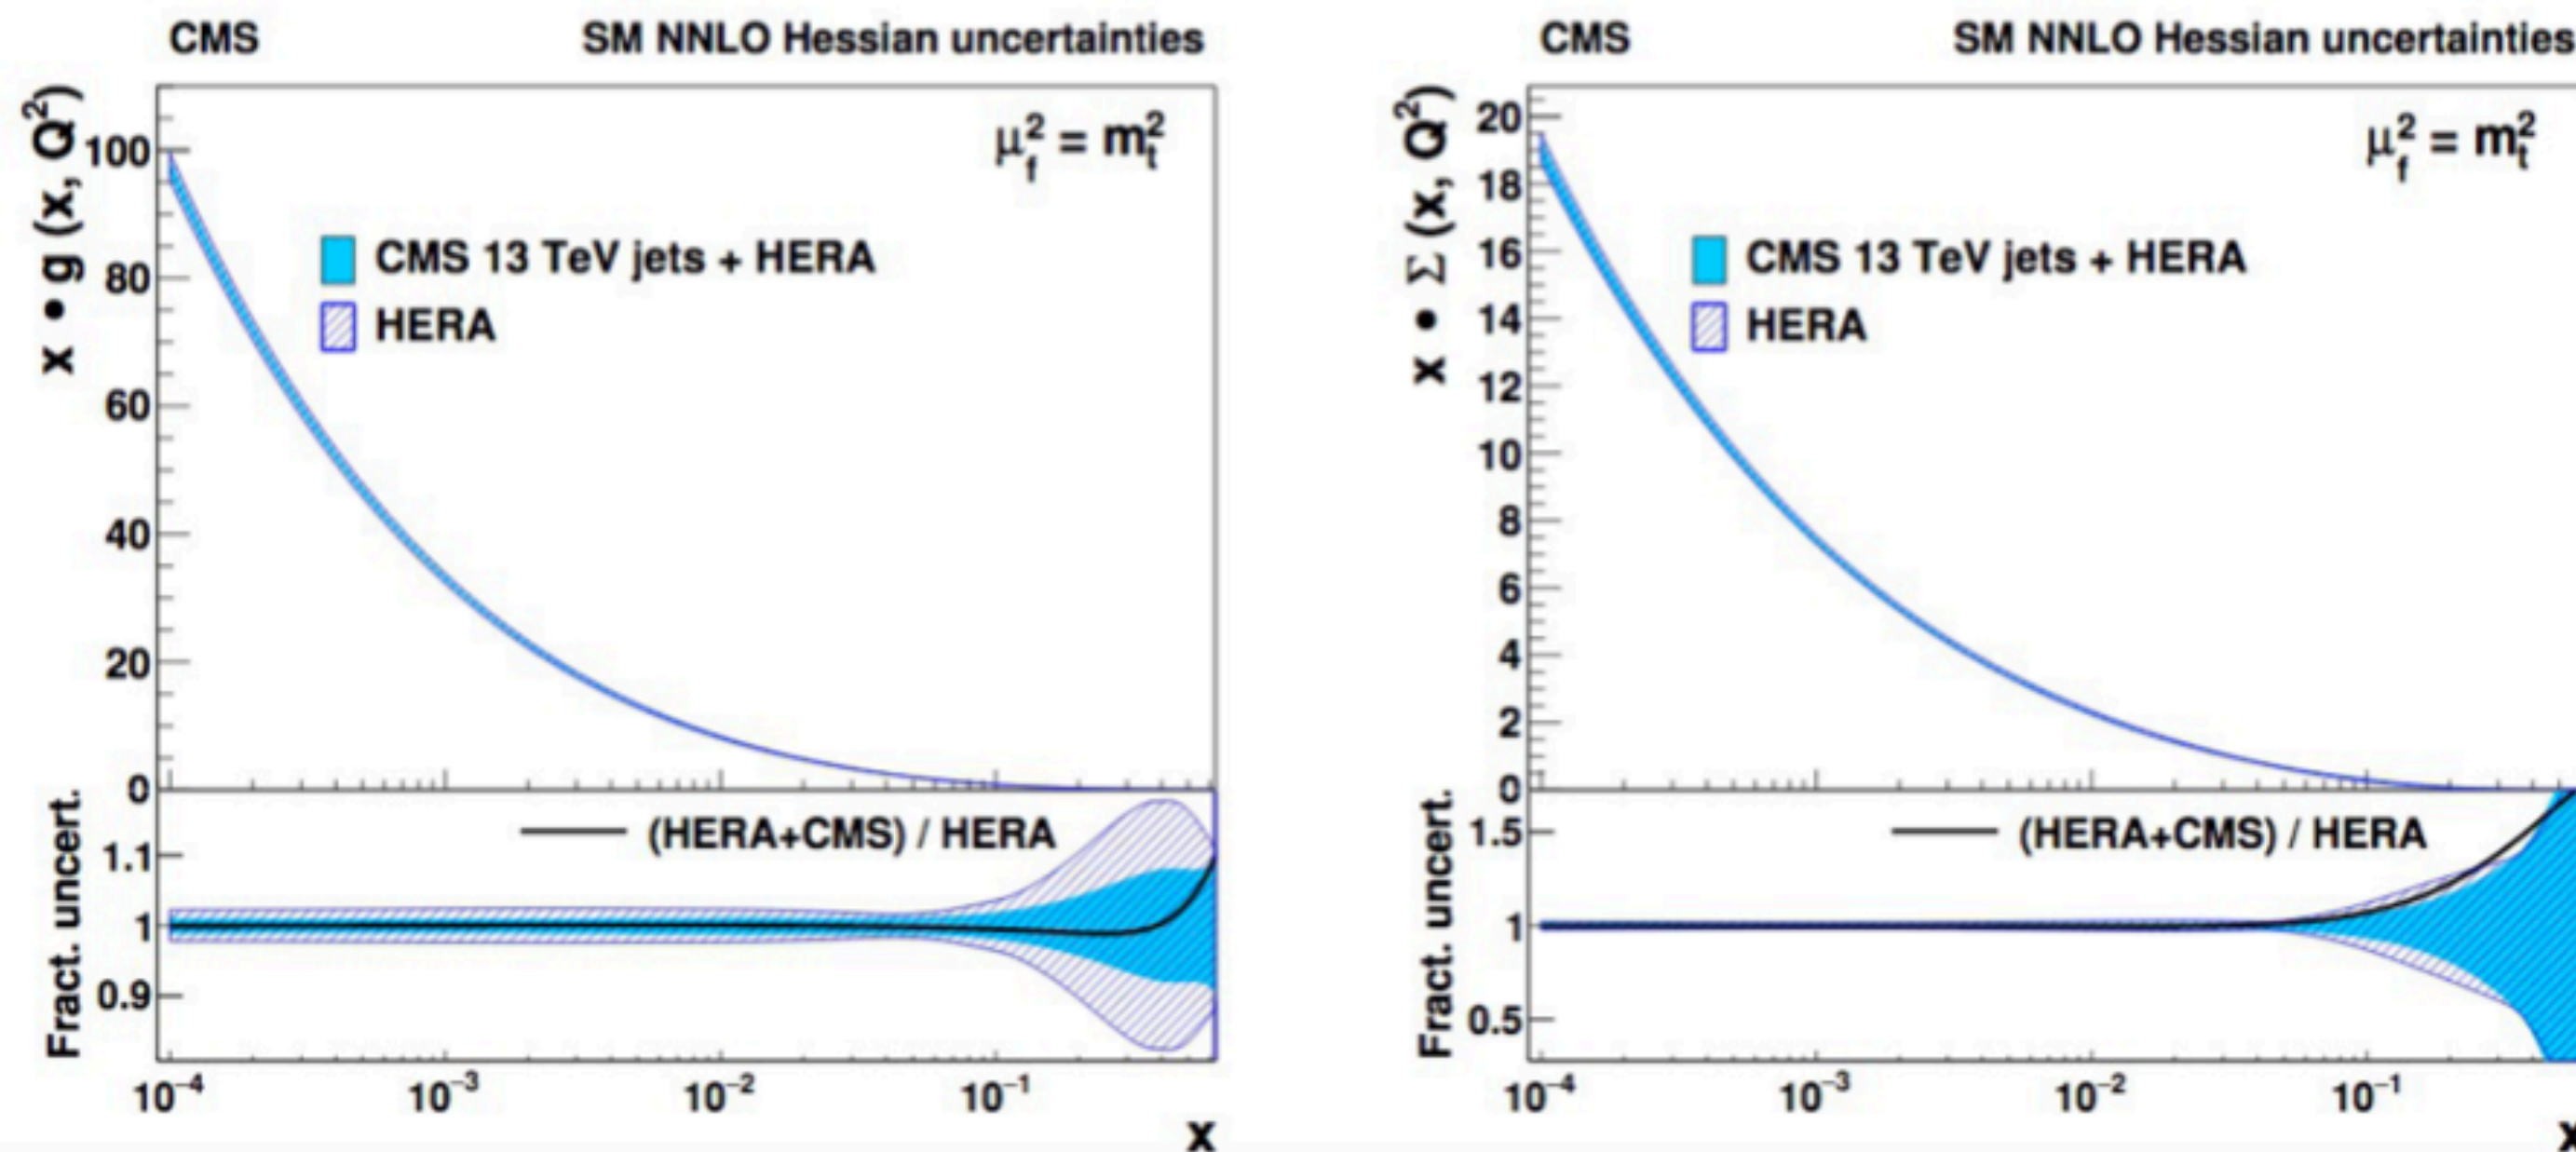 CMS SM NNLO Hessian uncertainties
x • g (x, Q²)
μ_f² = m_t²
100
80
60
40
20
0
CMS 13 TeV jets + HERA
HERA
Fract. uncert.
(HERA+CMS) / HERA
1.1
1
0.9
10⁻⁴ 10⁻³ 10⁻² 10⁻¹
x
CMS SM NNLO Hessian uncertainties
x • Σ (x, Q²)
μ_f² = m_t²
20
18
16
14
12
10
8
6
4
2
0
CMS 13 TeV jets + HERA
HERA
Fract. uncert.
(HERA+CMS) / HERA
1.5
1
0.5
10⁻⁴ 10⁻³ 10⁻² 10⁻¹
x